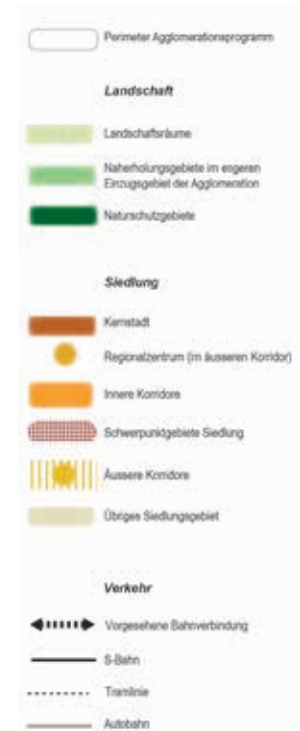 Perimeter Agglomerationsprogramm
Landschaft
Landschaftsräume
Naherholungsgebiete im engeren
Einzugsgebiet der Agglomeration
Naturschutzgebiete
Siedlung
Kernstadt
Regionalzentrum (im äusseren Korridor)
Innere Korridore
Schwerpunktgebiete Siedlung
Äussere Korridore
Übriges Siedlungsgebiet
Verkehr
Vorgesehene Bahnverbindung
S-Bahn
Tramlinie
Autobahn